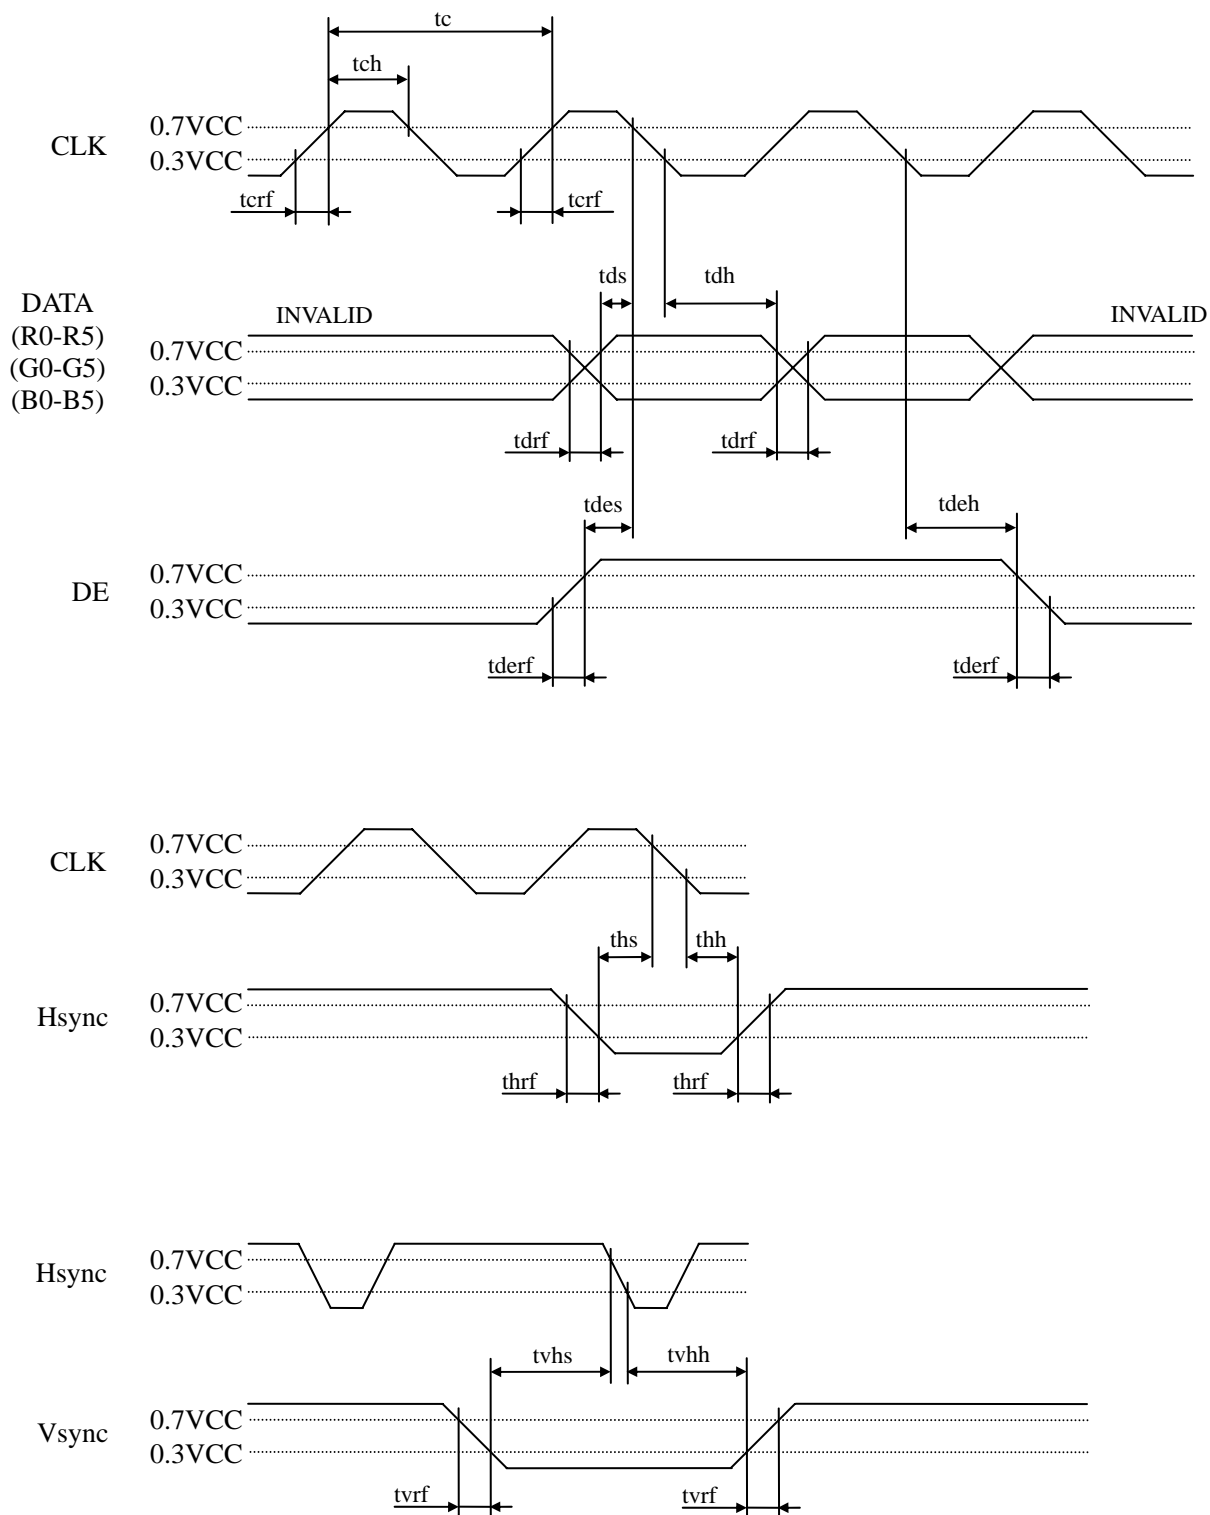 tc
tch
0.7VCC
CLK
0.3VCC
tcrf
tcrf
tds
tdh
DATA
(R0-R5)
(G0-G5)
(B0-B5)
INVALID
INVALID
0.7VCC
0.3VCC
tdrf
tdrf
tdes
tdeh
0.7VCC
DE
0.3VCC
tderf
tderf
0.7VCC
CLK
0.3VCC
ths
thh
0.7VCC
Hsync
0.3VCC
thrf
thrf
0.7VCC
Hsync
0.3VCC
tvhs
tvhh
0.7VCC
Vsync
0.3VCC
tvrf
tvrf